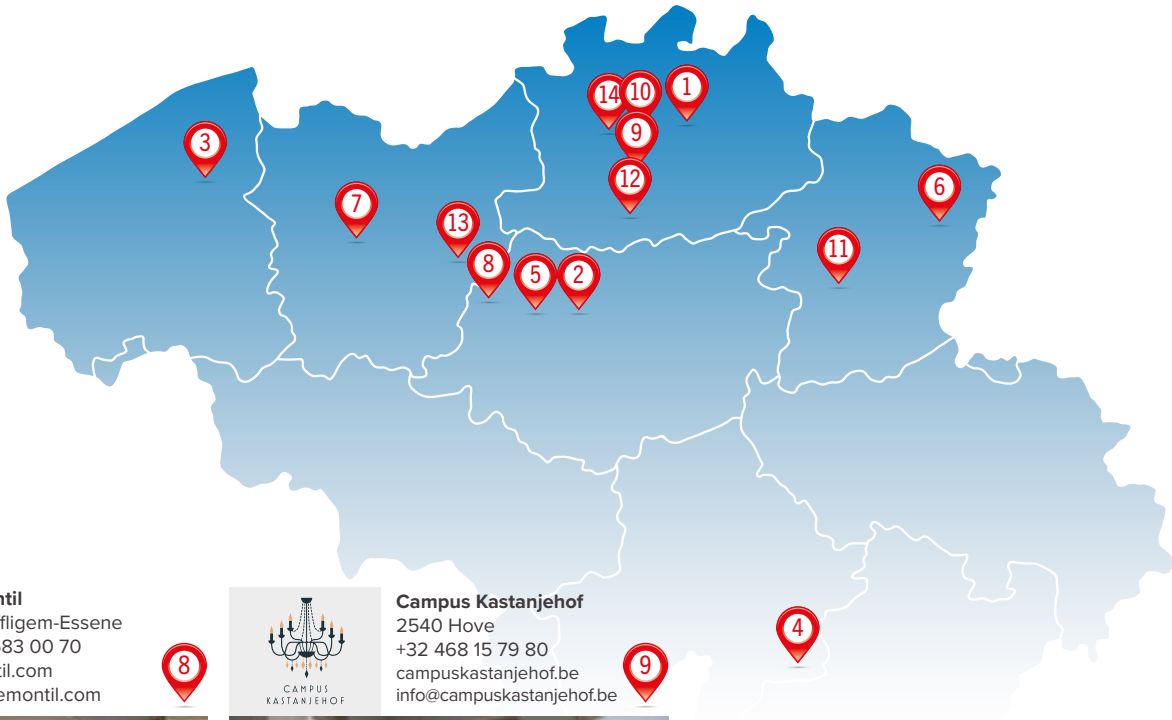 1
14
10
9
3
12
6
7
13
11
8
5
2
4
ntil
fligem-Essene
583 00 70
til.com
emontil.com
8
CAMPUS
KASTANJEHOF
Campus Kastanjehof
2540 Hove
+32 468 15 79 80
campuskastanjehof.be
info@campuskastanjehof.be
9